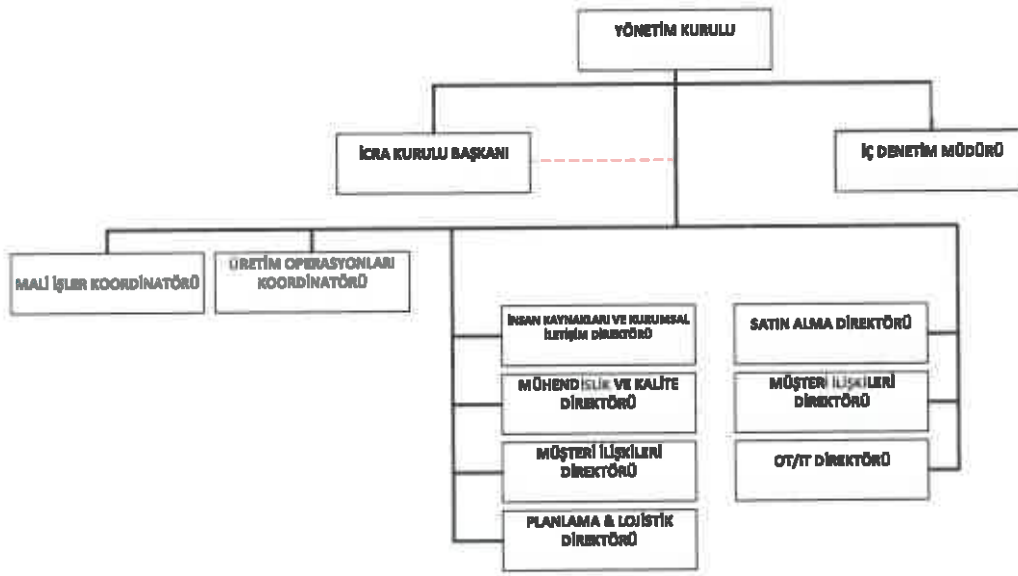 YÖNETİM KURULU
İCRA KURULU BAŞKANI
İÇ DENETİM MÜDÜRÜ
MALİ İŞLER KOORDİNATÖRÜ
ÜRETİM OPERASYONLARI
KOORDİNATÖRÜ
İNSAN KAYNAKLARI VE KURUMSAL
İLETİŞİM DİREKTÖRÜ
MÜHENDİSLİK VE KALİTE
DİREKTÖRÜ
MÜŞTERİ İLİŞKİLERİ
DİREKTÖRÜ
PLANLAMA & LOJİSTİK
DİREKTÖRÜ
SATIN ALMA DİREKTÖRÜ
MÜŞTERİ İLİŞKİLERİ
DİREKTÖRÜ
OT/IT DİREKTÖRÜ